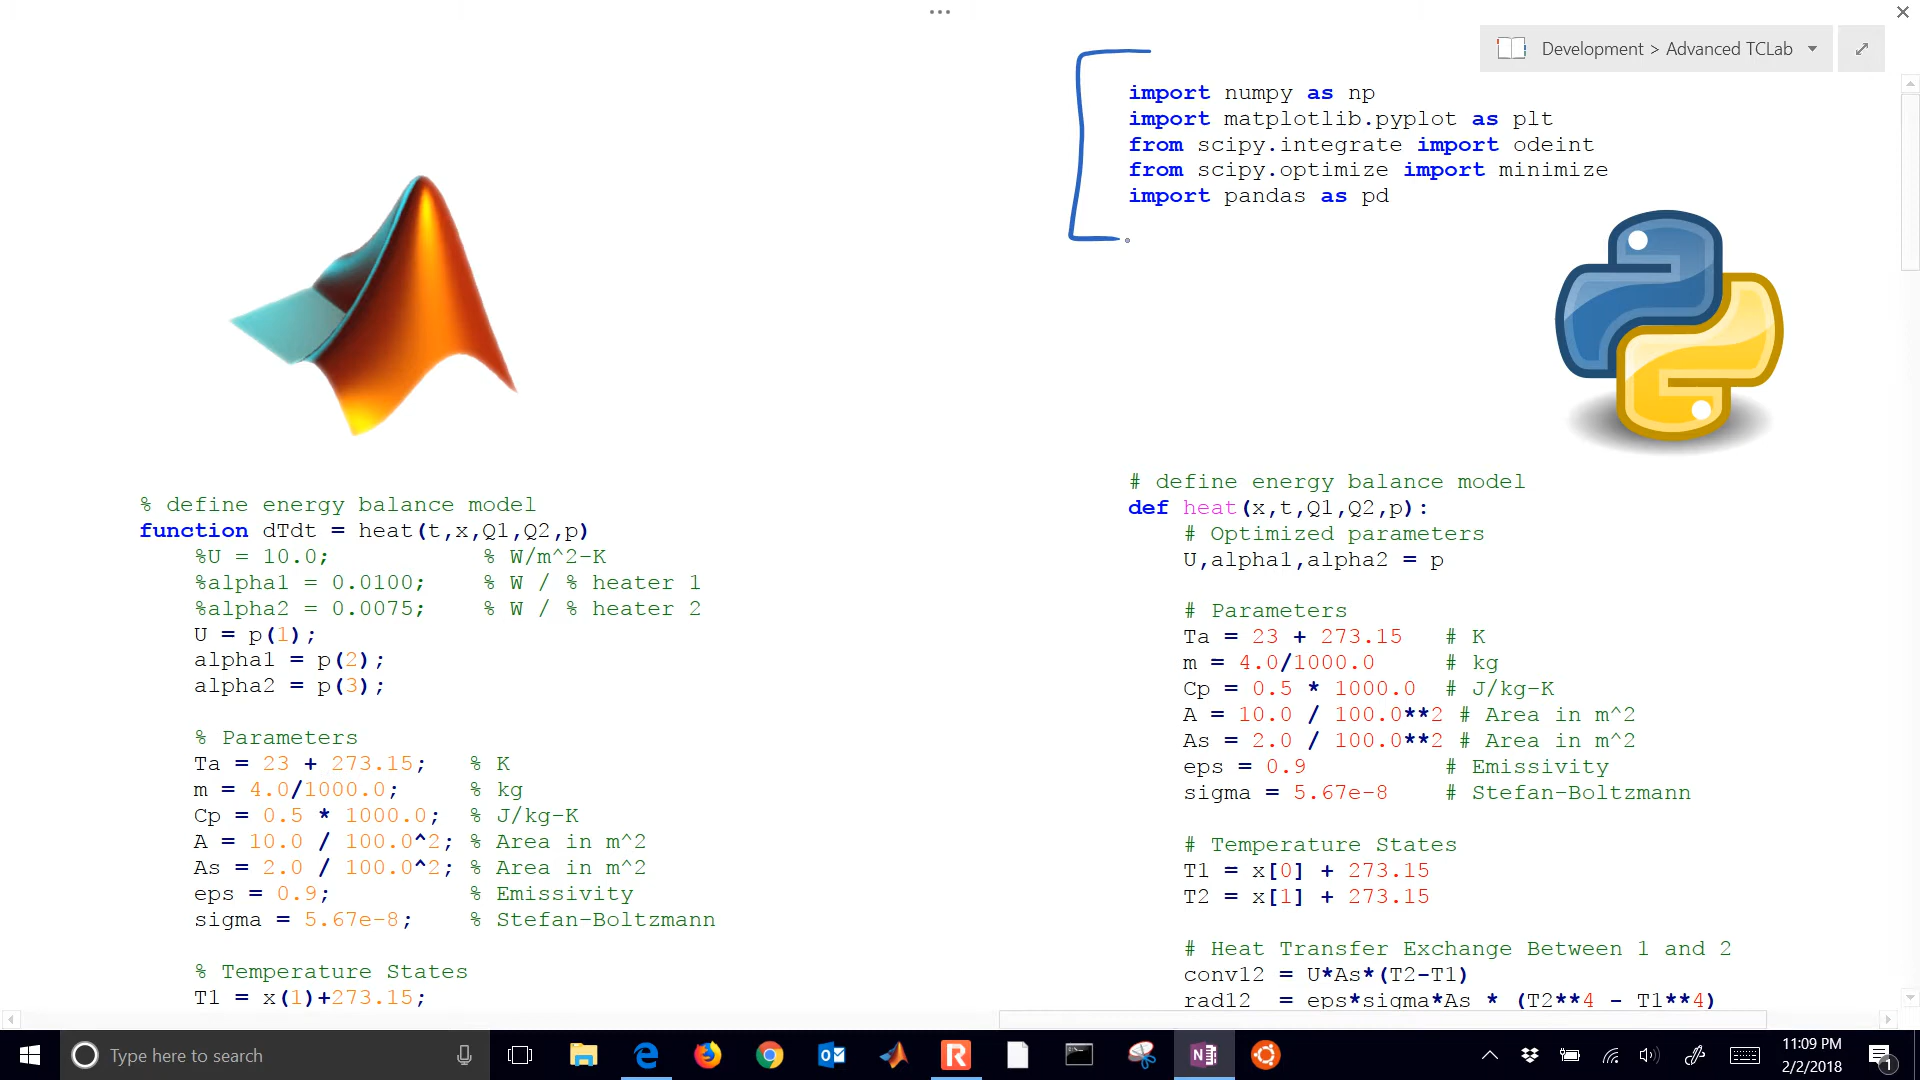 Development > Advanced TCLab
import numpy as np
import matplotlib.pyplot as plt
from scipy.integrate import odeint
from scipy.optimize import minimize
import pandas as pd
% define energy balance model
function dTdt = heat(t,x,Q1,Q2,p)
%U = 10.0; % W/m^2-K
%alpha1 = 0.0100; % W / % heater 1
%alpha2 = 0.0075; % W / % heater 2
U = p(1);
alpha1 = p(2);
alpha2 = p(3);
% Parameters
Ta = 23 + 273.15; % K
m = 4.0/1000.0; % kg
Cp = 0.5 * 1000.0; % J/kg-K
A = 10.0 / 100.0^2; % Area in m^2
As = 2.0 / 100.0^2; % Area in m^2
eps = 0.9; % Emissivity
sigma = 5.67e-8; % Stefan-Boltzmann
% Temperature States
T1 = x(1)+273.15;
# define energy balance model
def heat(x,t,Q1,Q2,p):
# Optimized parameters
U,alpha1,alpha2 = p
# Parameters
Ta = 23 + 273.15 # K
m = 4.0/1000.0 # kg
Cp = 0.5 * 1000.0 # J/kg-K
A = 10.0 / 100.0**2 # Area in m^2
As = 2.0 / 100.0**2 # Area in m^2
eps = 0.9 # Emissivity
sigma = 5.67e-8 # Stefan-Boltzmann
# Temperature States
T1 = x[0] + 273.15
T2 = x[1] + 273.15
# Heat Transfer Exchange Between 1 and 2
conv12 = U*As*(T2-T1)
rad12 = eps*sigma*As * (T2**4 - T1**4)
Type here to search
11:09 PM
2/2/2018
1